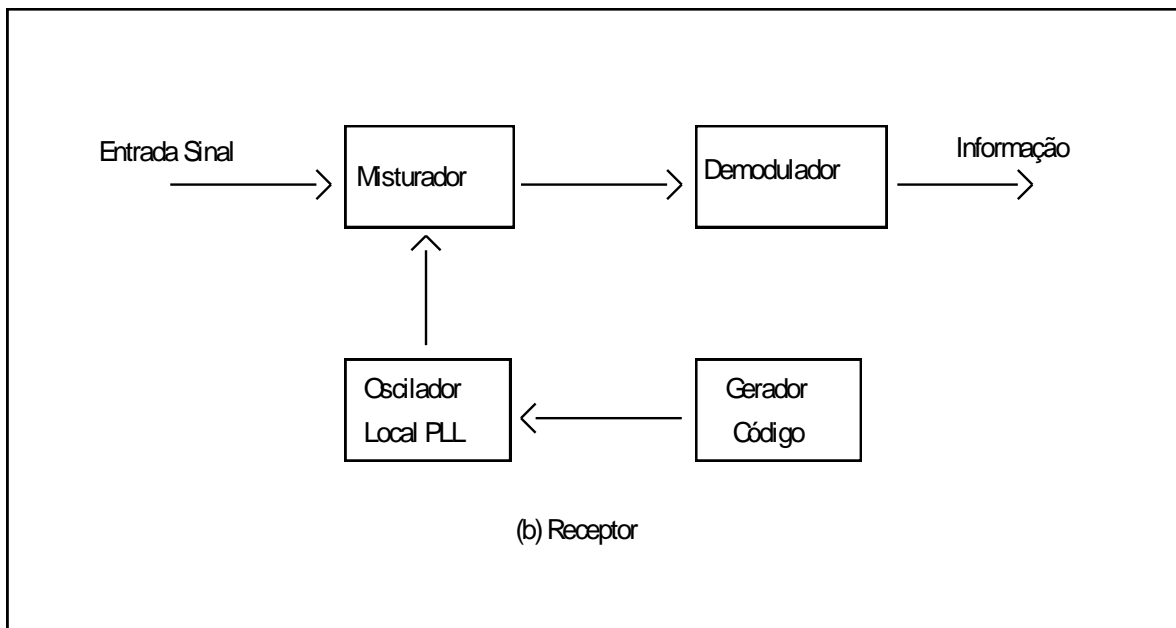 Entrada Sinal
Misturador
Demodulador
Informação
Oscilador
Local PLL
Gerador
Código
(b) Receptor